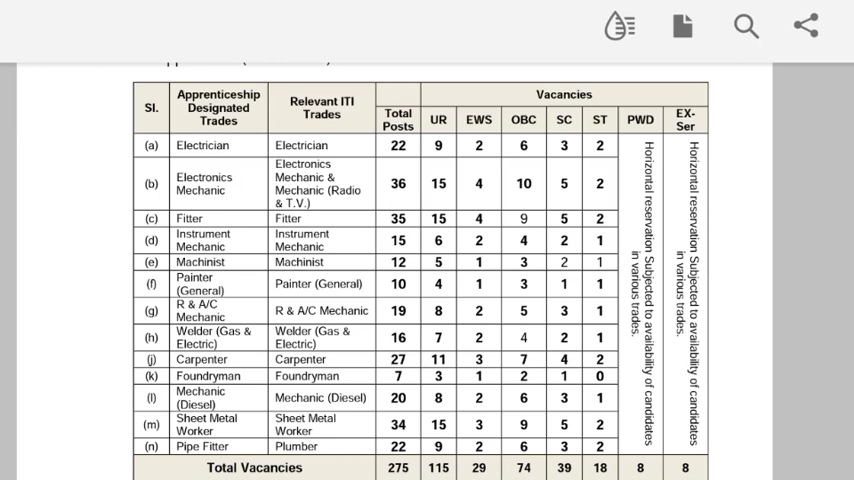 Sl. Apprenticeship Designated Trades Relevant ITI Trades Total Posts Vacancies
UR EWS OBC SC ST PWD EX-Ser
(a) Electrician Electrician 22 9 2 6 3 2
(b) Electronics Mechanic Electronics Mechanic & Mechanic (Radio & T.V.) 36 15 4 10 5 2
(c) Fitter Fitter 35 15 4 9 5 2
(d) Instrument Mechanic Instrument Mechanic 15 6 2 4 2 1
(e) Machinist Machinist 12 5 1 3 2 1
(f) Painter (General) Painter (General) 10 4 1 3 1 1
(g) R & A/C Mechanic R & A/C Mechanic 19 8 2 5 3 1
(h) Welder (Gas & Electric) Welder (Gas & Electric) 16 7 2 4 2 1
(j) Carpenter Carpenter 27 11 3 7 4 2
(k) Foundryman Foundryman 7 3 1 2 1 0
(l) Mechanic (Diesel) Mechanic (Diesel) 20 8 2 6 3 1
(m) Sheet Metal Worker Sheet Metal Worker 34 15 3 9 5 2
(n) Pipe Fitter Plumber 22 9 2 6 3 2
Horizontal reservation Subjected to availability of candidates in various trades.
Horizontal reservation Subjected to availability of candidates in various trades.
Total Vacancies 275 115 29 74 39 18 8 8